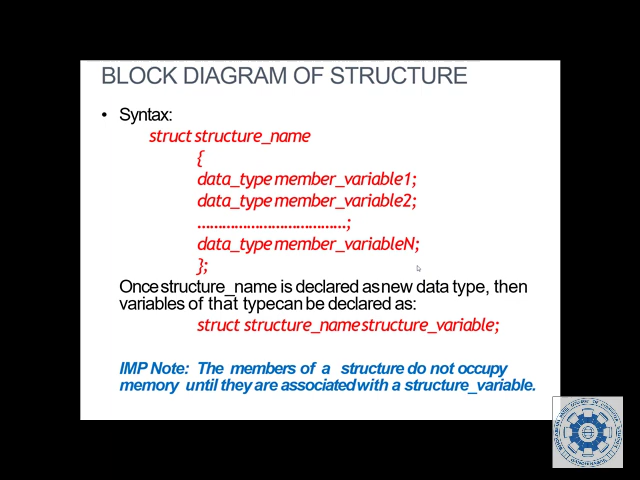 BLOCK DIAGRAM OF STRUCTURE
• Syntax:
struct structure_name
{
data_type member_variable1;
data_type member_variable2;
....................................;
data_type member_variableN;
};
Once structure_name is declared as new data type, then
variables of that type can be declared as:
struct structure_name structure_variable;
IMP Note: The members of a structure do not occupy
memory until they are associated with a structure_variable.